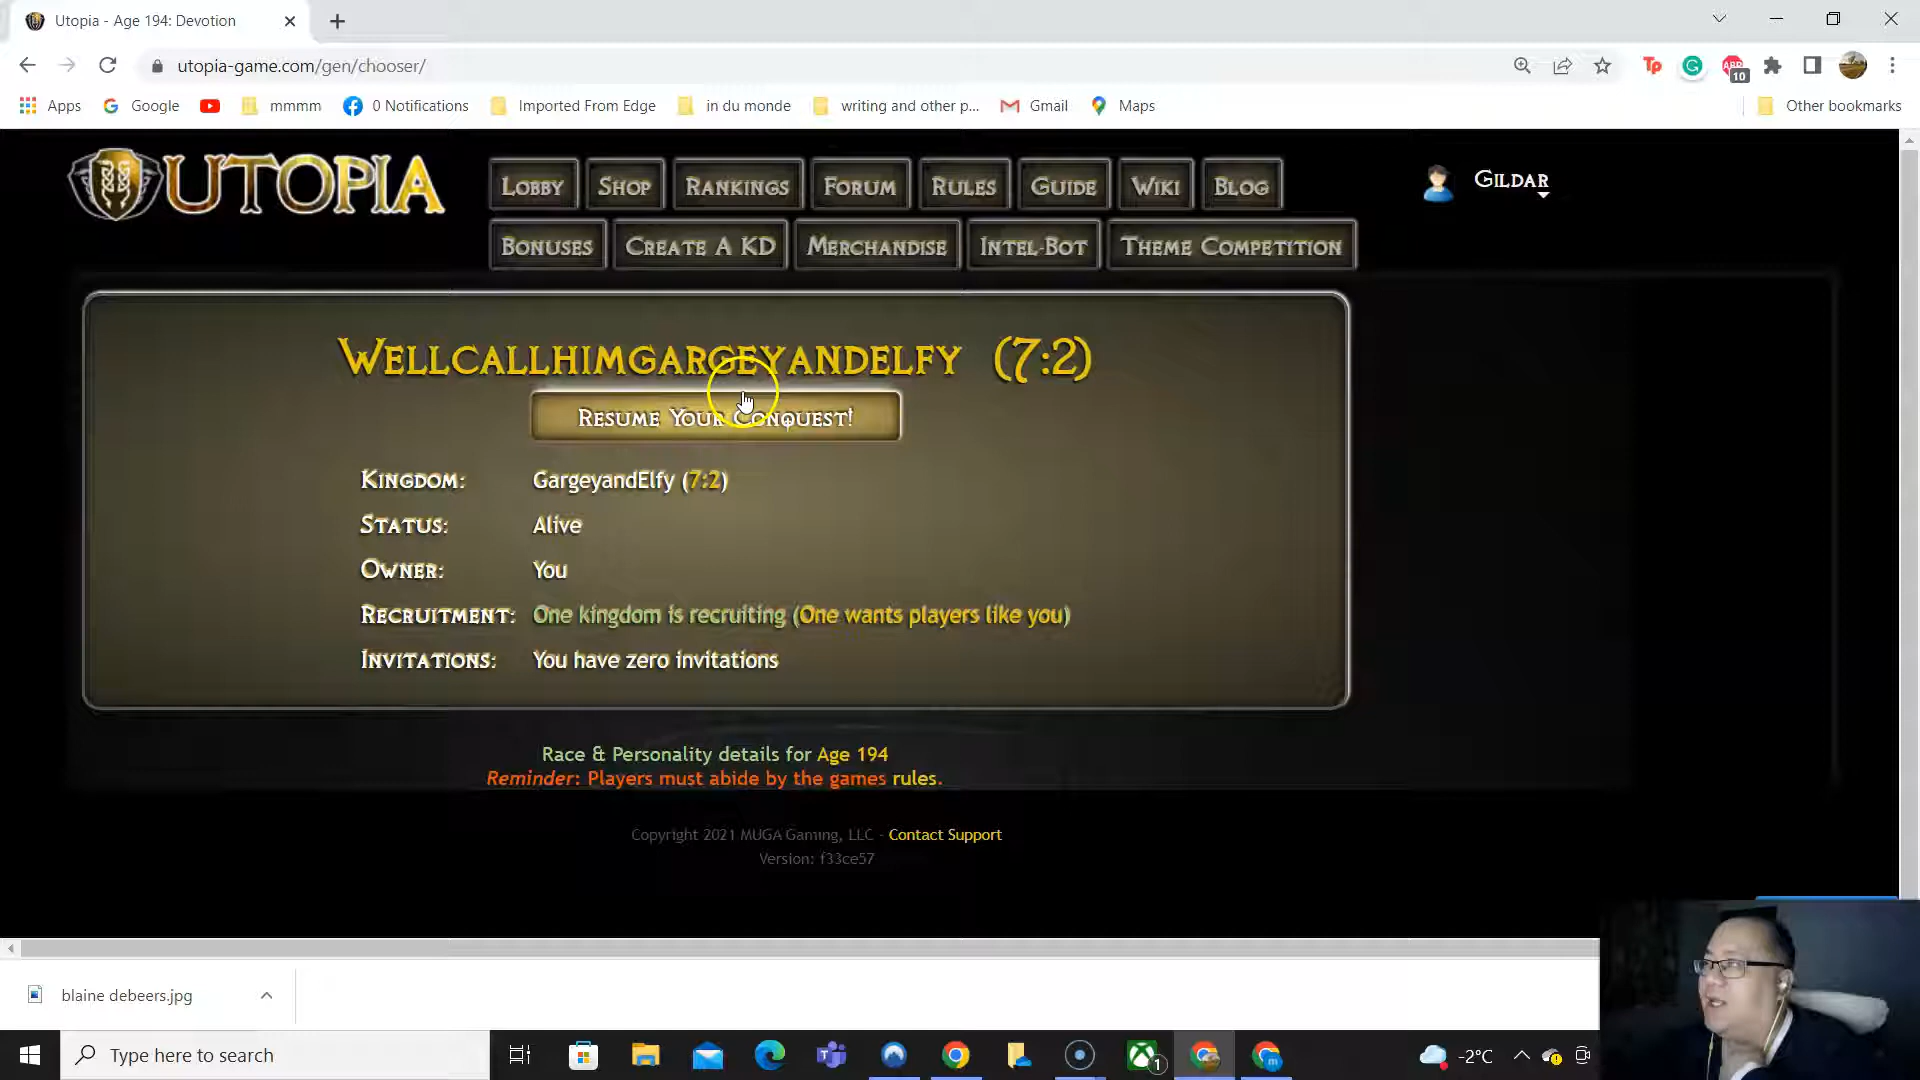 Utopia - Age 194: Devotion
utopia-game.com/gen/chooser/
Apps Google mmmm 0 Notifications Imported From Edge in du monde writing and other p... Gmail Maps Other bookmarks
UTOPIA
LOBBY SHOP RANKINGS FORUM RULES GUIDE WIKI BLOG
GILDAR
BONUSES CREATE A KD MERCHANDISE INTEL-BOT THEME COMPETITION
WELLCALLHIMGARGEYANDELFY (7:2)
RESUME YOUR CONQUEST!
KINGDOM: GargeyandElfy (7:2)
STATUS: Alive
OWNER: You
RECRUITMENT: One kingdom is recruiting (One wants players like you)
INVITATIONS: You have zero invitations
Race & Personality details for Age 194
Reminder: Players must abide by the games rules.
Copyright 2021 MUGA Gaming, LLC - Contact Support
Version: f33ce57
blaine debeers.jpg
Type here to search
-2°C